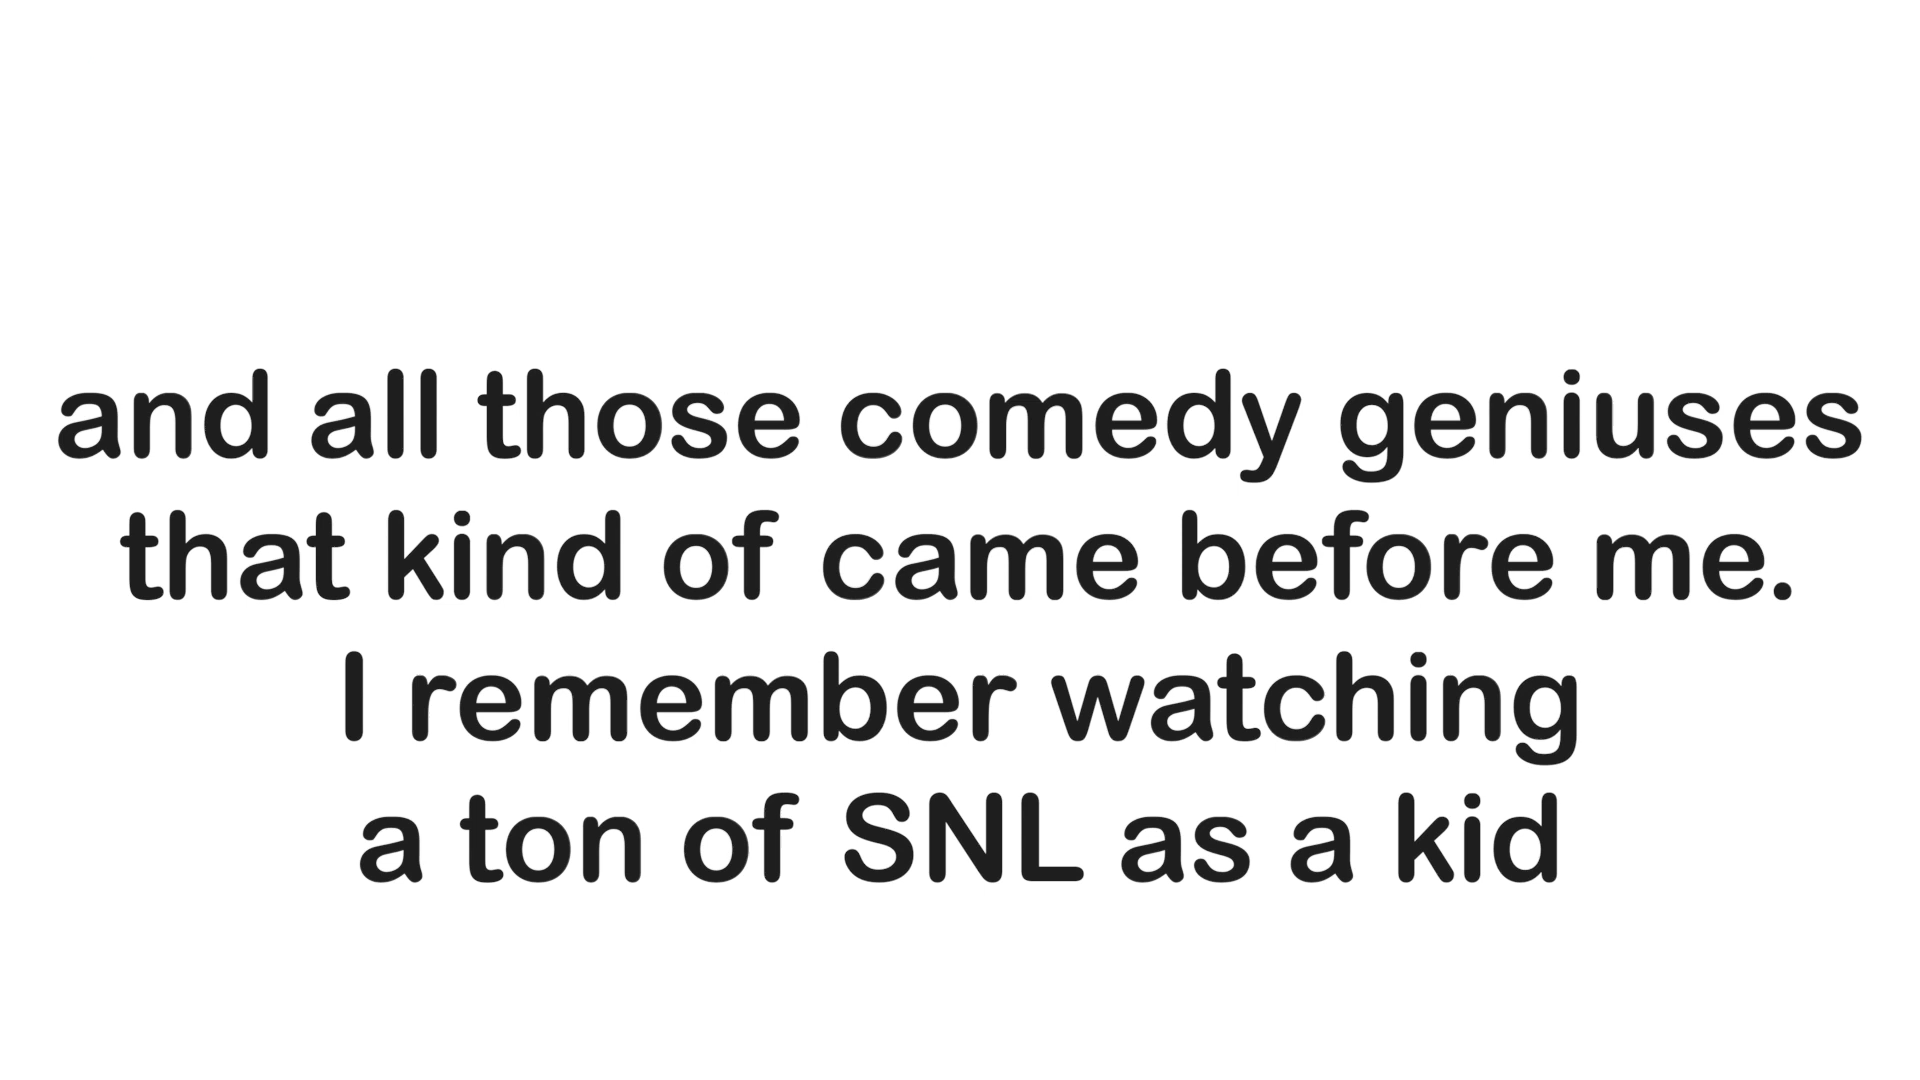 and all those comedy geniuses
that kind of came before me.
I remember watching
a ton of SNL as a kid